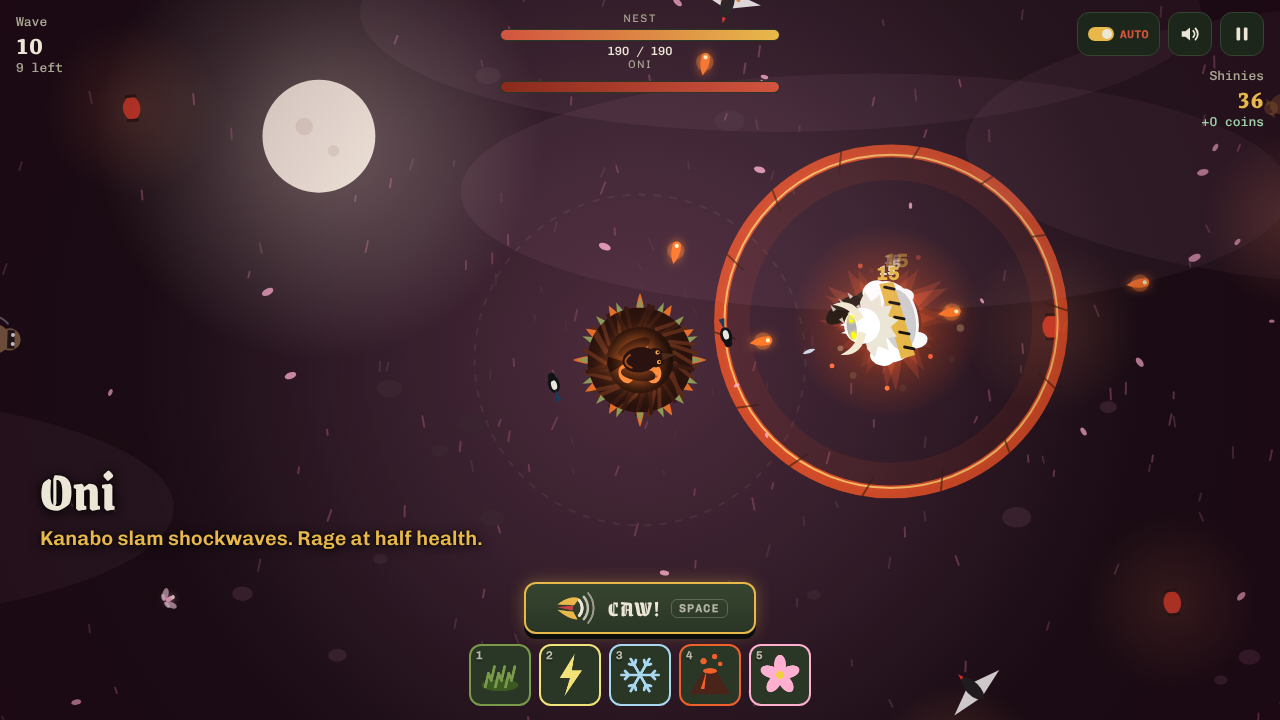 Wave
10
9 left
NEST
190 / 190
ONI
AUTO
Shinies
36
+0 coins
15
15
Oni
Kanabo slam shockwaves. Rage at half health.
CAW! SPACE
1 2 3 4 5